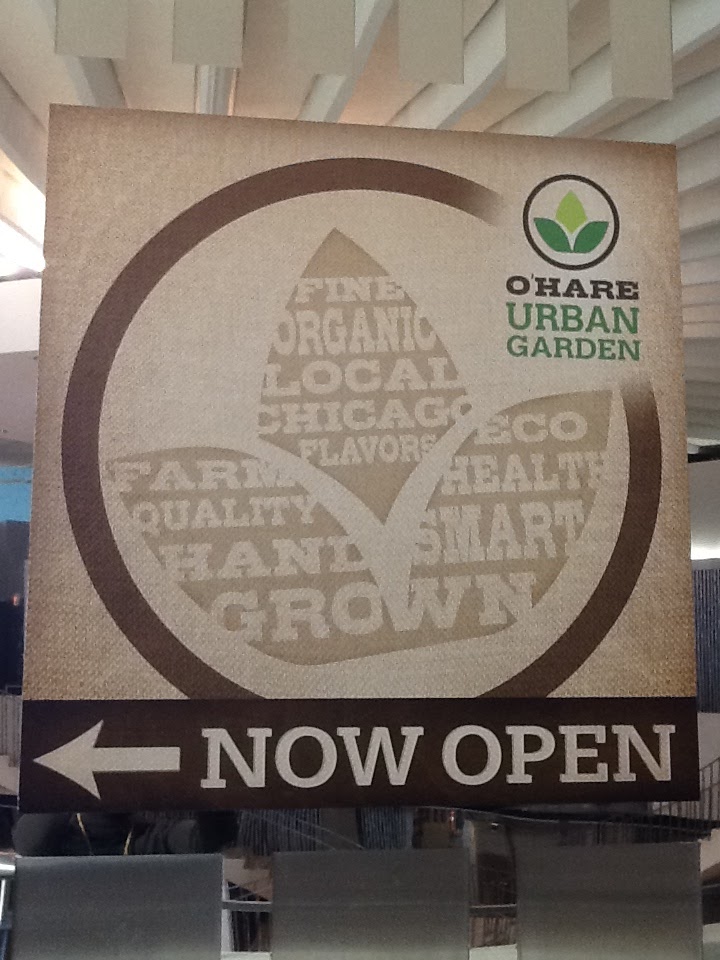 O'HARE
URBAN
GARDEN
FINE
ORGANIC
LOCAL
CHICAGO
FLAVORS
FARM
QUALITY
HAND
ECO
HEALTH
SMART
GROWN
NOW OPEN